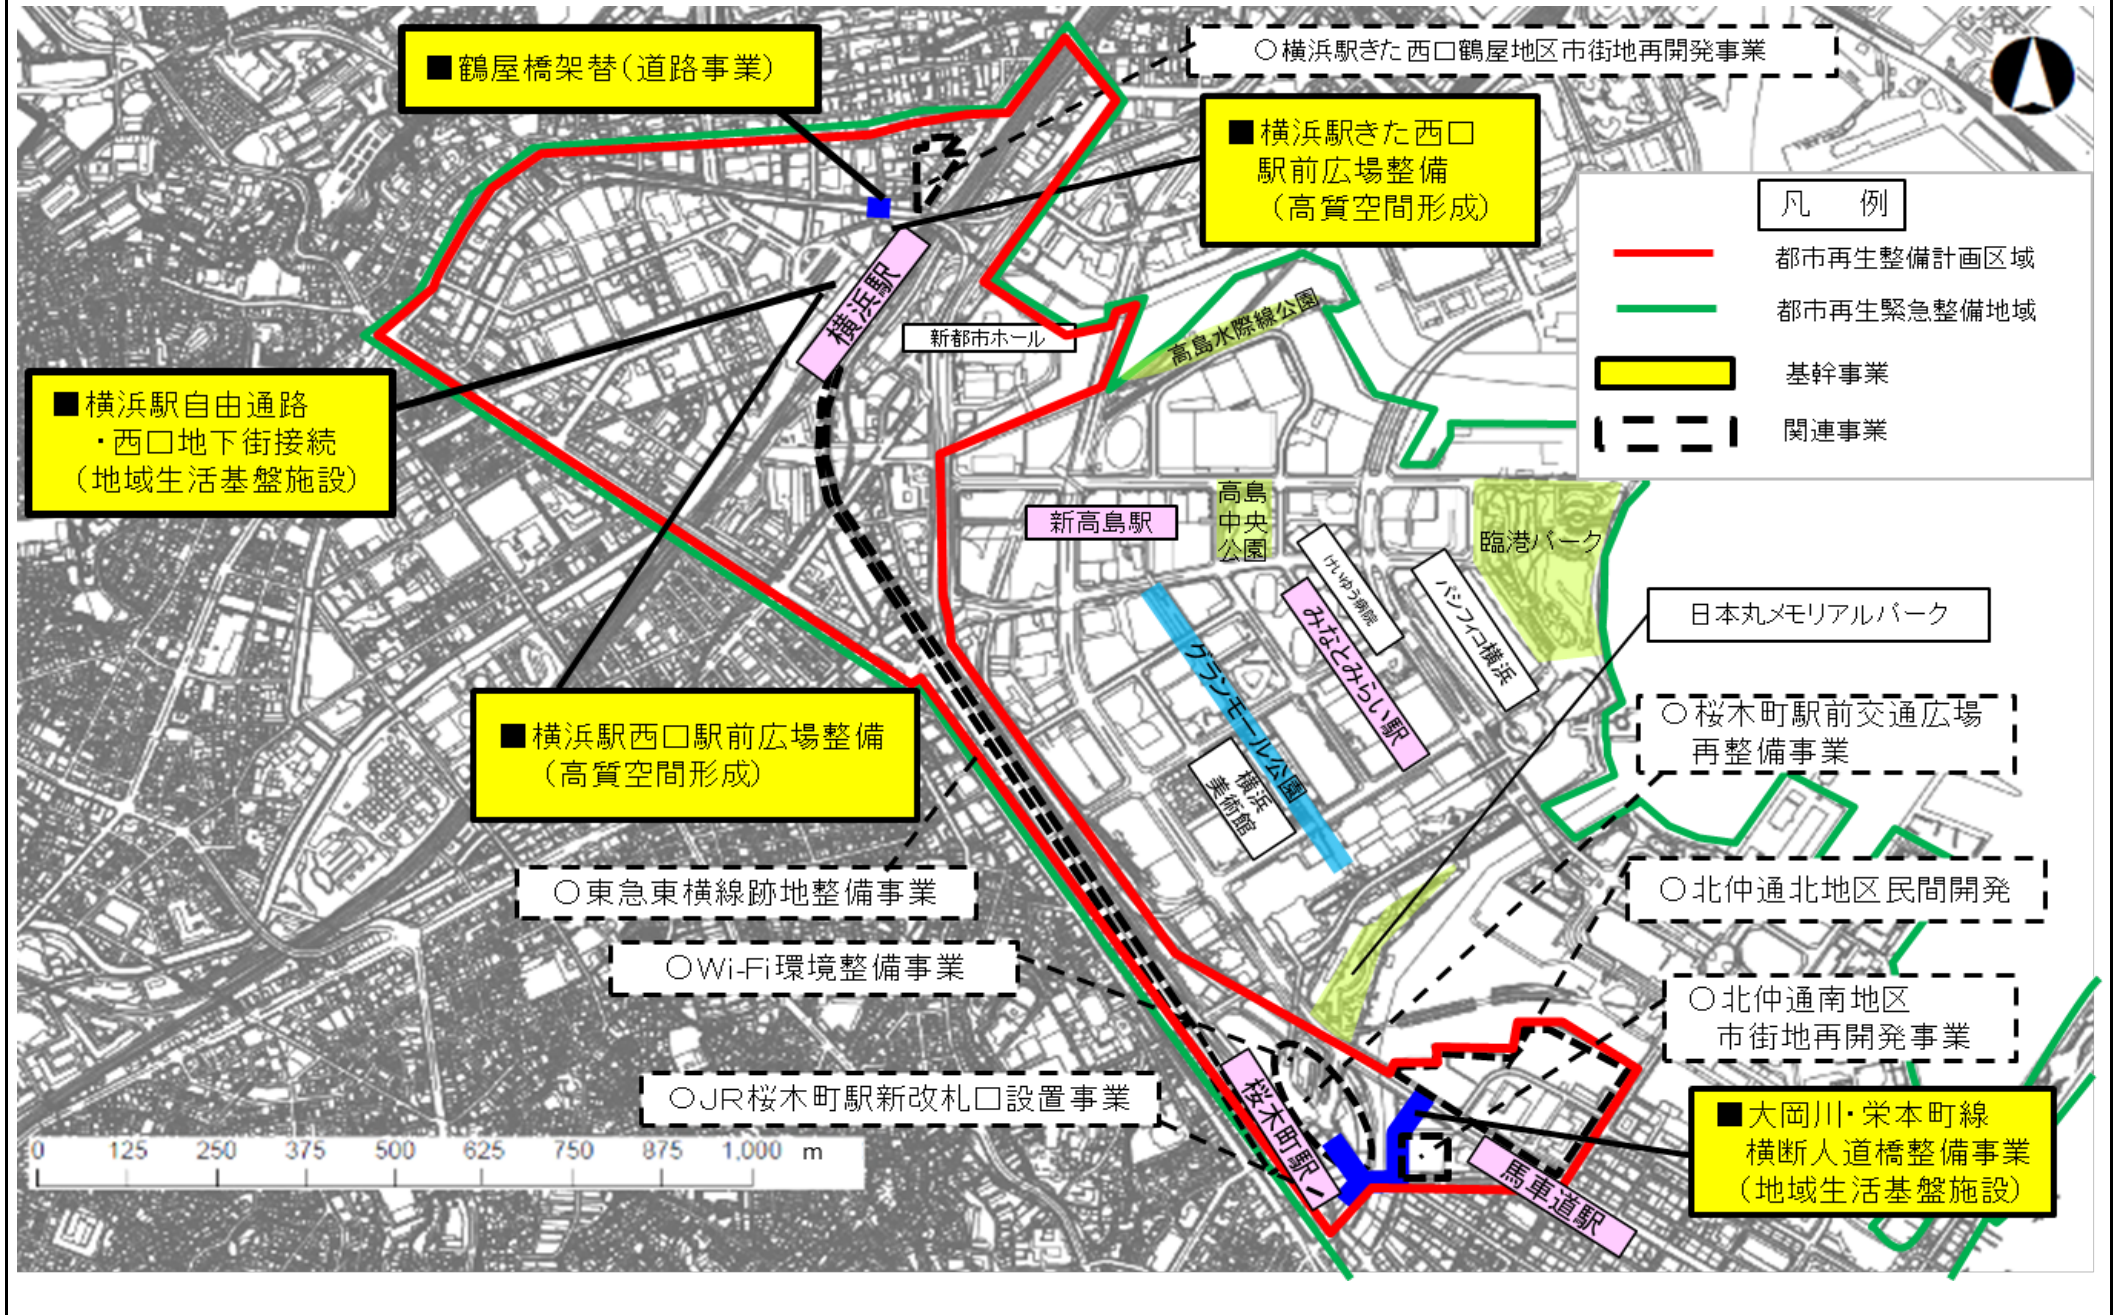 ■鶴屋橋架替（道路事業）
○横浜駅きた西口鶴屋地区市街地再開発事業
■横浜駅きた西口
駅前広場整備
（高質空間形成）
凡　例
都市再生整備計画区域
都市再生緊急整備地域
基幹事業
関連事業
横浜駅
新都市ホール
高島水際線公園
■横浜駅自由通路
・西口地下街接続
（地域生活基盤施設）
新高島駅
高島
中央
公園
臨港パーク
けいゆう病院
パシフィコ横浜
みなとみらい駅
グランモール公園
横浜
美術館
日本丸メモリアルパーク
■横浜駅西口駅前広場整備
（高質空間形成）
○桜木町駅前交通広場
再整備事業
○東急東横線跡地整備事業
○北仲通北地区民間開発
○Wi-Fi環境整備事業
○北仲通南地区
市街地再開発事業
○JR桜木町駅新改札口設置事業
桜木町駅
馬車道駅
■大岡川・栄本町線
横断人道橋整備事業
（地域生活基盤施設）
0 125 250 375 500 625 750 875 1,000 m